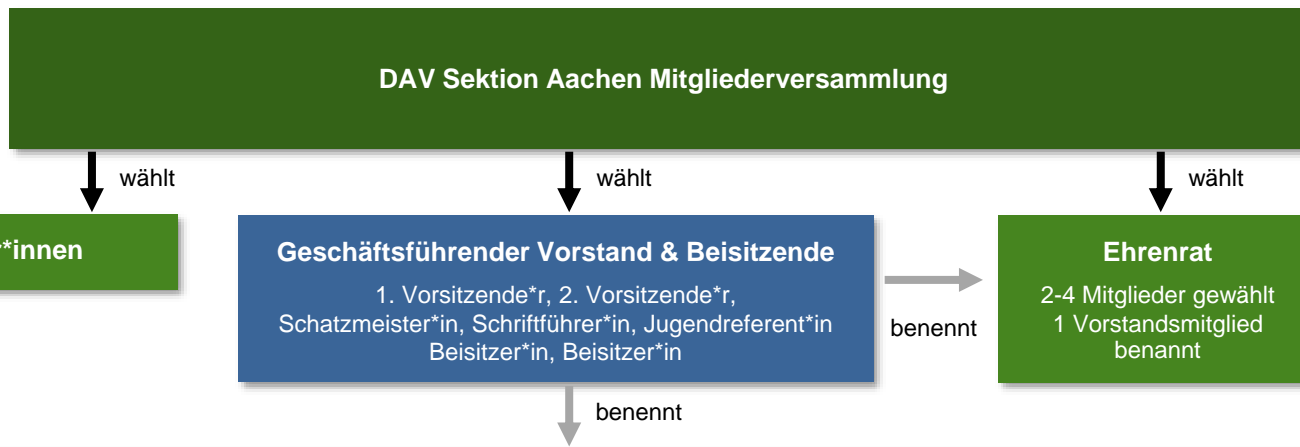 DAV Sektion Aachen Mitgliederversammlung
wählt
wählt
wählt
r*innen
Geschäftsführender Vorstand & Beisitzende
1. Vorsitzende*r, 2. Vorsitzende*r,
Schatzmeister*in, Schriftführer*in, Jugendreferent*in
Beisitzer*in, Beisitzer*in
benennt
Ehrenrat
2-4 Mitglieder gewählt
1 Vorstandsmitglied
benannt
benennt